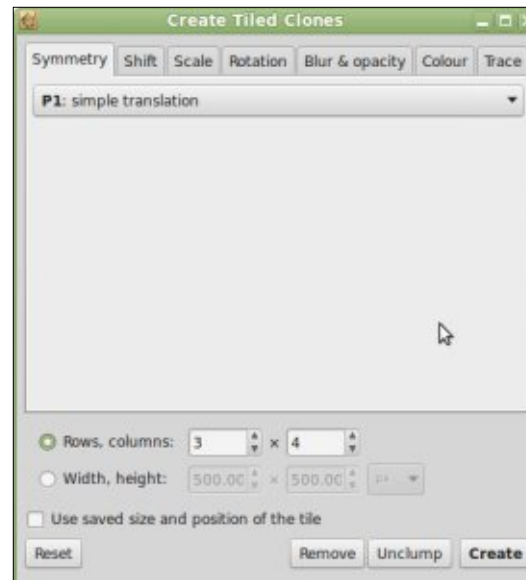 Create Tiled Clones
Symmetry Shift Scale Rotation Blur & opacity Colour Trace
P1: simple translation
Rows, columns: 3 × 4
Width, height: 500.00 × 500.00 px
Use saved size and position of the tile
Reset Remove Unclump Create